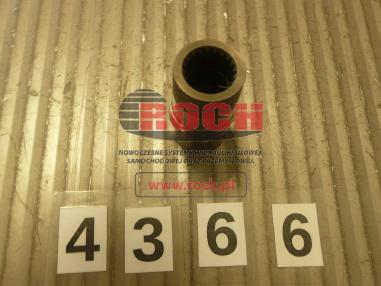 ROCH
NOWOCZESNE SYSTEMY HYDRAULIKI SIŁOWEJ
SAMOCHODOWEJ ORAZ PRZEMYSŁOWEJ
www.roch.pl
4 3 6 6